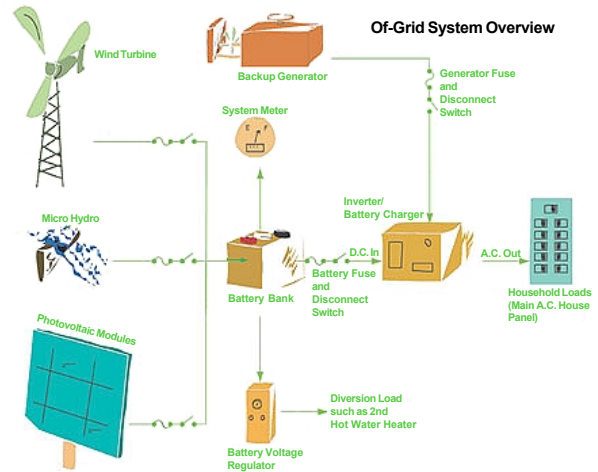 Of-Grid System Overview
Wind Turbine
Backup Generator
Generator Fuse
and
Disconnect
Switch
System Meter
E F
Micro Hydro
Inverter/
Battery Charger
D.C. In
A.C. Out
Battery Bank
Battery Fuse
and
Disconnect
Switch
Household Loads
(Main A.C. House
Panel)
Photovoltaic Modules
Diversion Load
such as 2nd
Hot Water Heater
Battery Voltage
Regulator